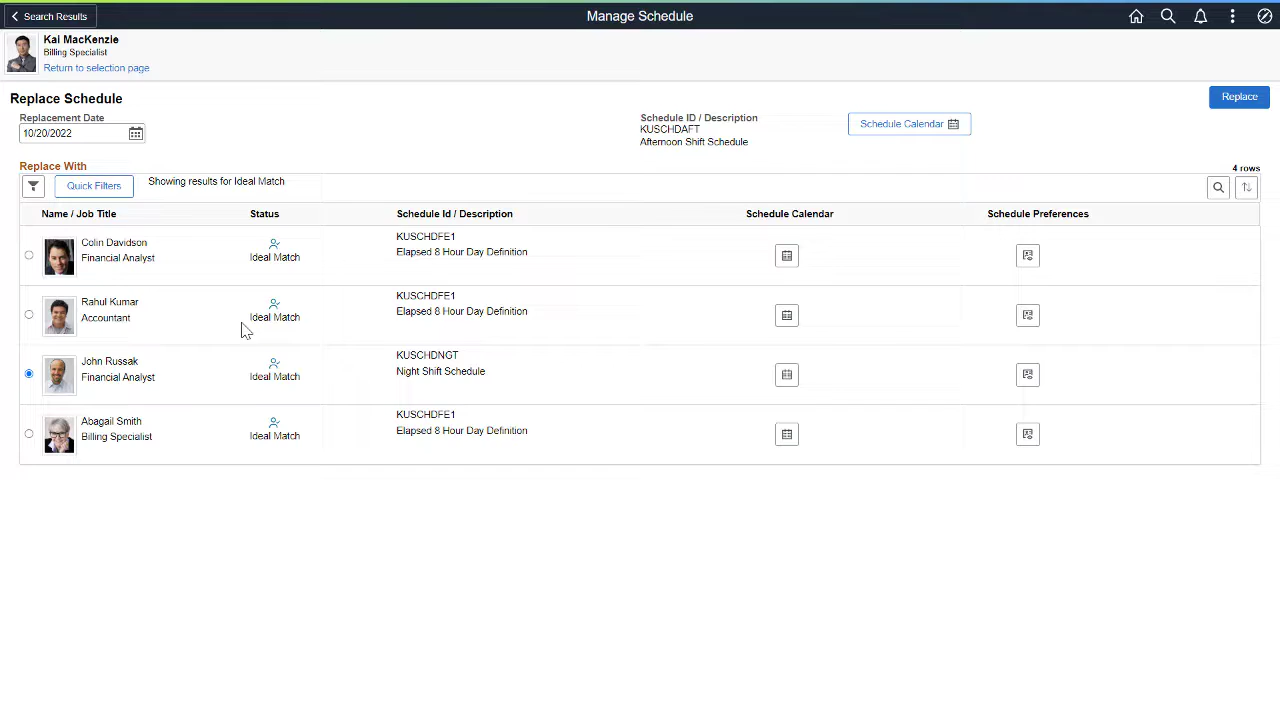 Search Results
Manage Schedule
Kai MacKenzie
Billing Specialist
Return to selection page
Replace Schedule
Replace
Replacement Date
10/20/2022
Schedule ID / Description
KUSCHDAFT
Afternoon Shift Schedule
Schedule Calendar
Replace With
4 rows
Quick Filters
Showing results for Ideal Match
Name / Job Title Status Schedule Id / Description Schedule Calendar Schedule Preferences
Colin Davidson
Financial Analyst
Ideal Match
KUSCHDFE1
Elapsed 8 Hour Day Definition
Rahul Kumar
Accountant
Ideal Match
KUSCHDFE1
Elapsed 8 Hour Day Definition
John Russak
Financial Analyst
Ideal Match
KUSCHDNGT
Night Shift Schedule
Abagail Smith
Billing Specialist
Ideal Match
KUSCHDFE1
Elapsed 8 Hour Day Definition